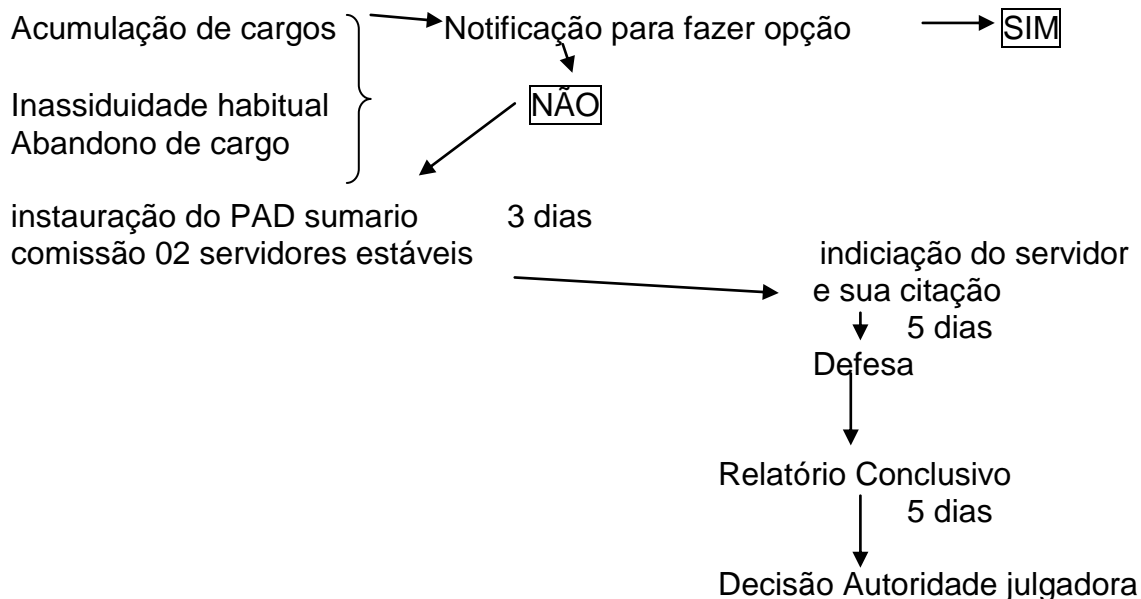 Acumulação de cargos Notificação para fazer opção SIM
Inassiduidade habitual NÃO
Abandono de cargo
instauração do PAD sumario 3 dias
comissão 02 servidores estáveis
indiciação do servidor
e sua citação
5 dias
Defesa
Relatório Conclusivo
5 dias
Decisão Autoridade julgadora